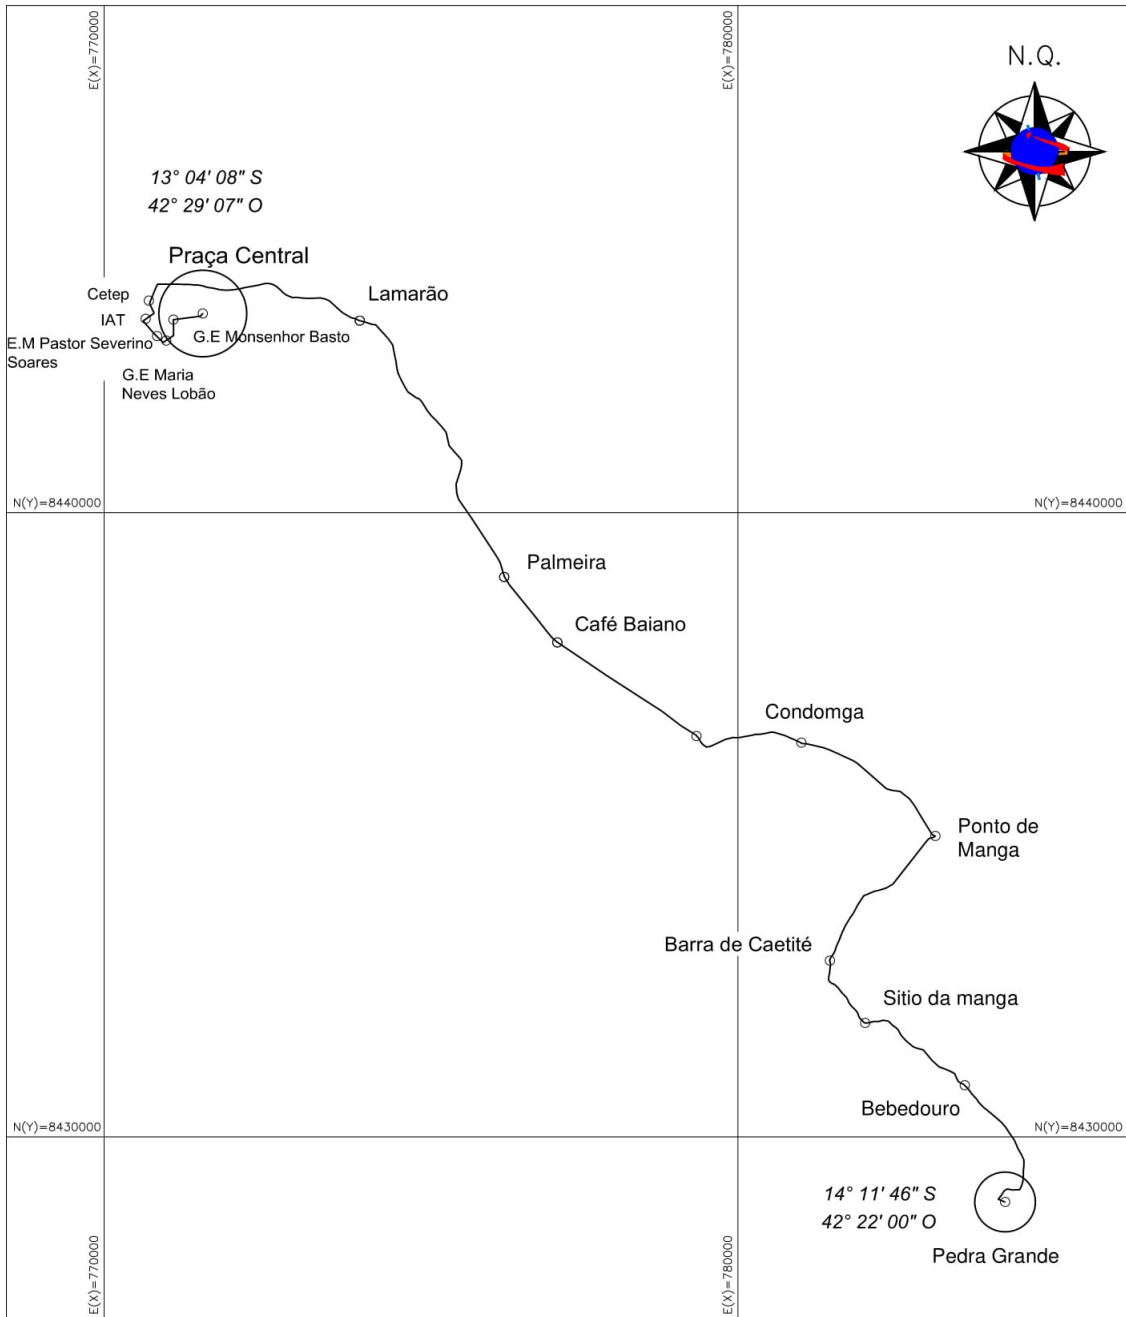 E(X)=770000
E(X)=780000
N.Q.
13° 04' 08" S
42° 29' 07" O
Praça Central
Cetep
Lamarão
IAT
G.E Monsenhor Basto
E.M Pastor Severino
Soares
G.E Maria
Neves Lobão
N(Y)=8440000
N(Y)=8440000
Palmeira
Café Baiano
Condomga
Ponto de
Manga
Barra de Caetité
Sitio da manga
Bebedouro
N(Y)=8430000
N(Y)=8430000
14° 11' 46" S
42° 22' 00" O
Pedra Grande
E(X)=770000
E(X)=780000